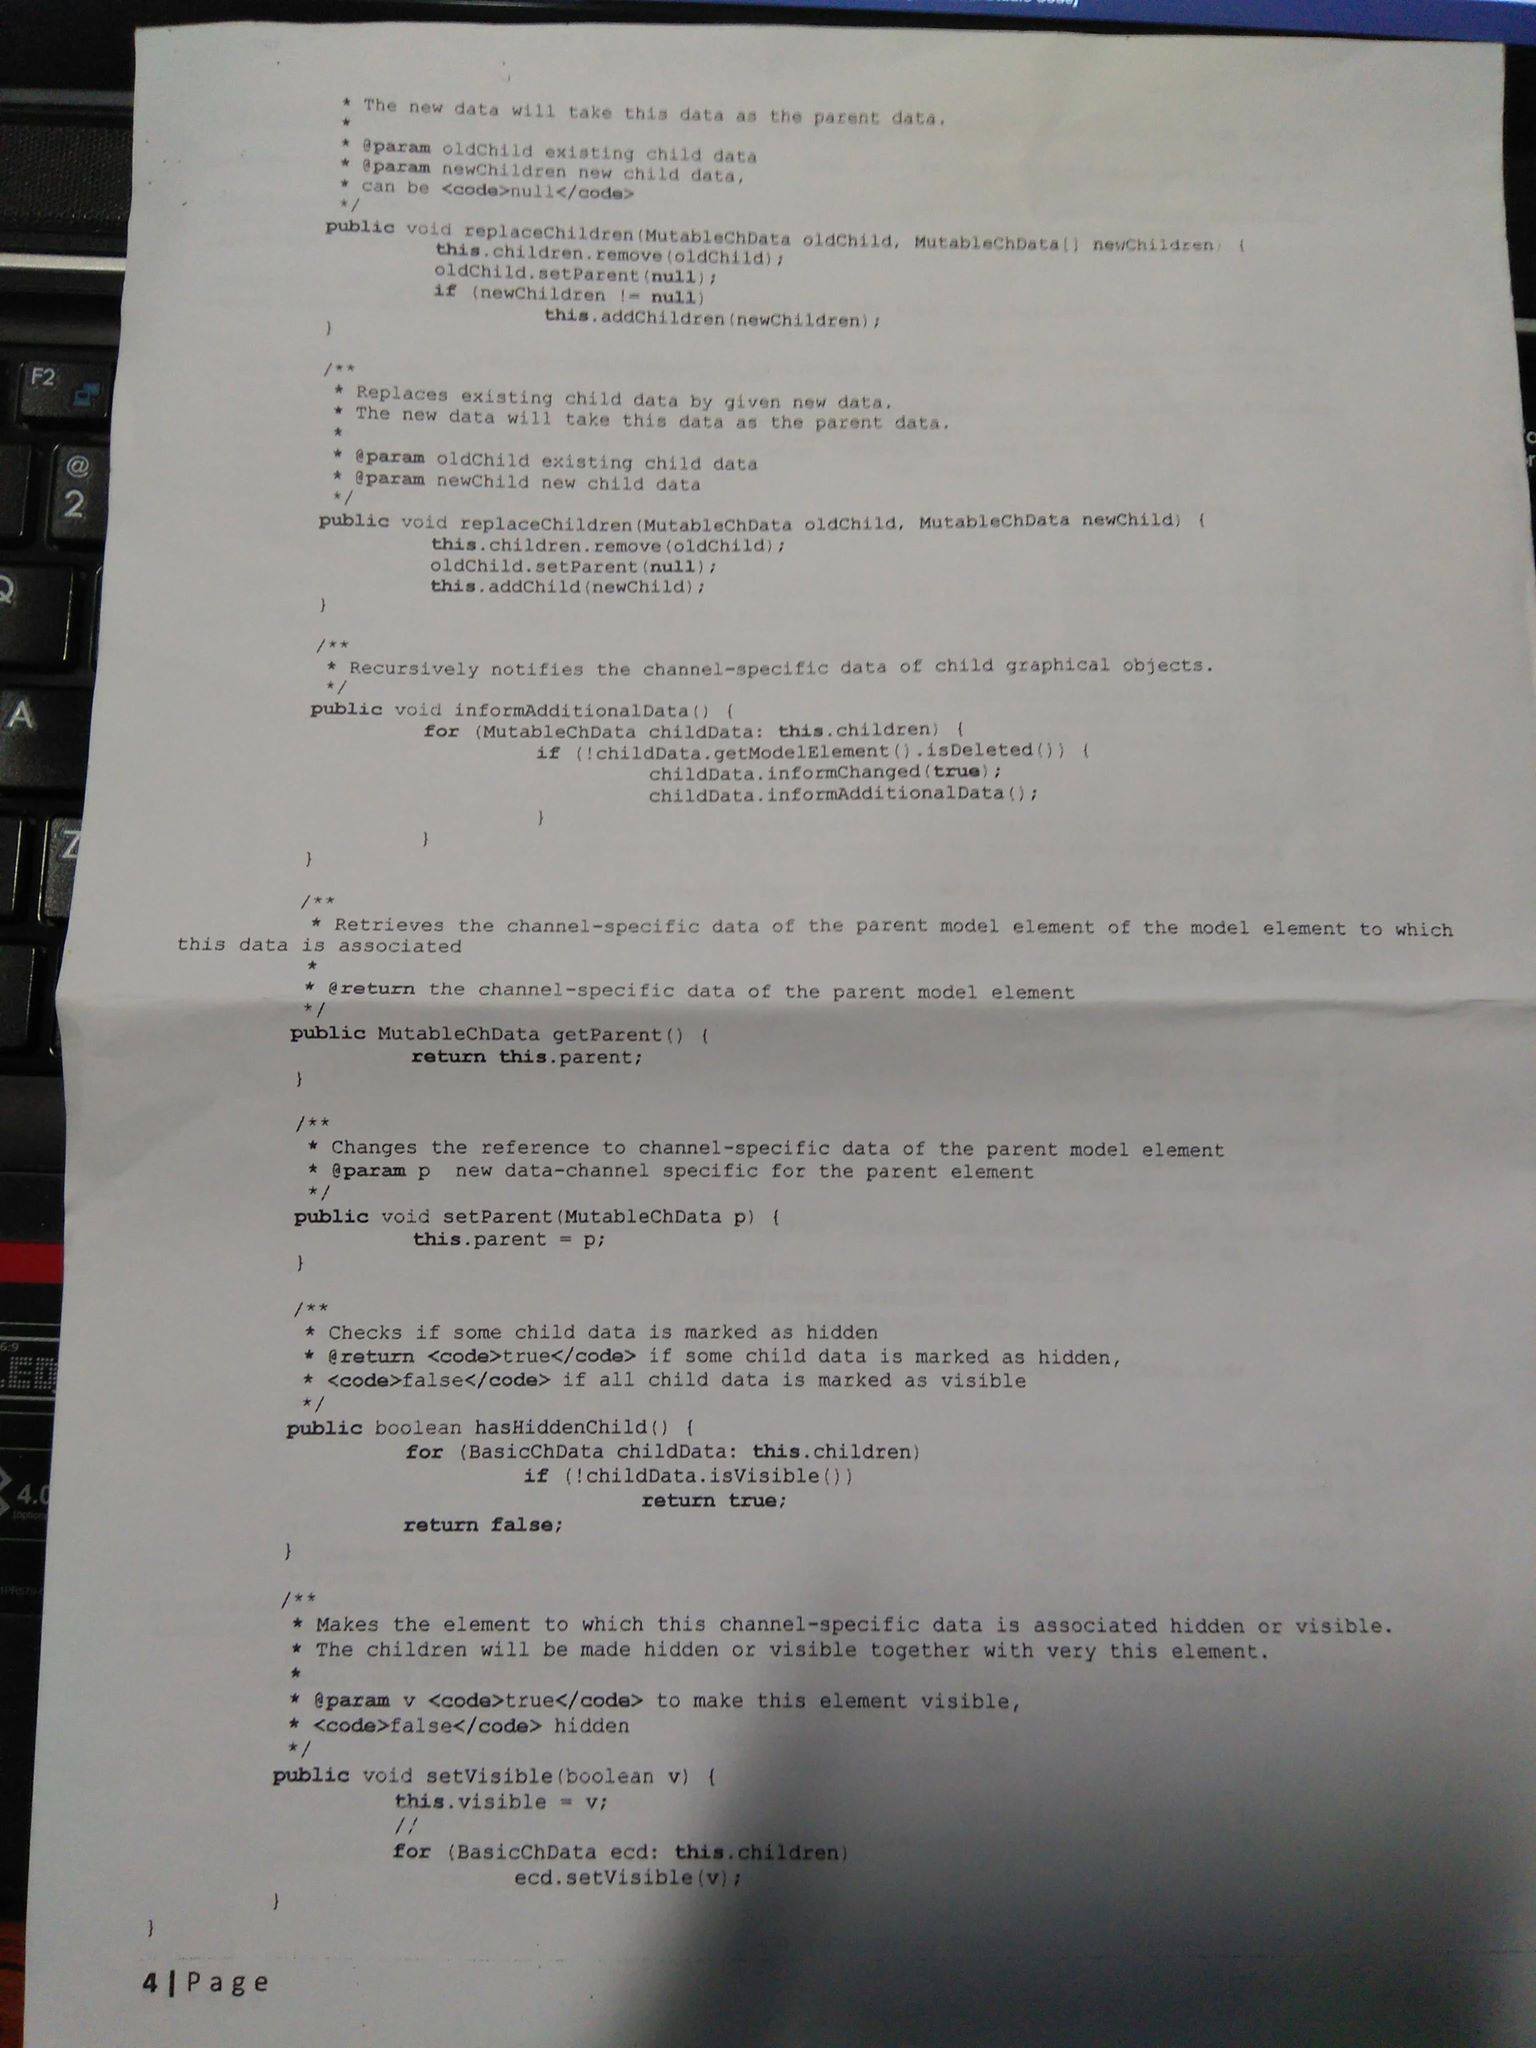 * The new data will take this data as the parent data.
*
* @param oldChild existing child data
* @param newChildren new child data,
* can be <code>null</code>
*/
public void replaceChildren(MutableChData oldChild, MutableChData[] newChildren) {
this.children.remove(oldChild);
oldChild.setParent(null);
if (newChildren != null)
this.addChildren(newChildren);
}
/**
* Replaces existing child data by given new data.
* The new data will take this data as the parent data.
*
* @param oldChild existing child data
* @param newChild new child data
*/
public void replaceChildren(MutableChData oldChild, MutableChData newChild) {
this.children.remove(oldChild);
oldChild.setParent(null);
this.addChild(newChild);
}
/**
* Recursively notifies the channel-specific data of child graphical objects.
*/
public void informAdditionalData() {
for (MutableChData childData: this.children) {
if (!childData.getModelElement().isDeleted()) {
childData.informChanged(true);
childData.informAdditionalData();
}
}
}
/**
* Retrieves the channel-specific data of the parent model element of the model element to which
this data is associated
*
* @return the channel-specific data of the parent model element
*/
public MutableChData getParent() {
return this.parent;
}
/**
* Changes the reference to channel-specific data of the parent model element
* @param p  new data-channel specific for the parent element
*/
public void setParent(MutableChData p) {
this.parent = p;
}
/**
* Checks if some child data is marked as hidden
* @return <code>true</code> if some child data is marked as hidden,
* <code>false</code> if all child data is marked as visible
*/
public boolean hasHiddenChild() {
for (BasicChData childData: this.children)
if (!childData.isVisible())
return true;
return false;
}
/**
* Makes the element to which this channel-specific data is associated hidden or visible.
* The children will be made hidden or visible together with very this element.
*
* @param v <code>true</code> to make this element visible,
* <code>false</code> hidden
*/
public void setVisible(boolean v) {
this.visible = v;
//
for (BasicChData ecd: this.children)
ecd.setVisible(v);
}
}
4 | Page
F2
@
2
Q
A
Z
4.0